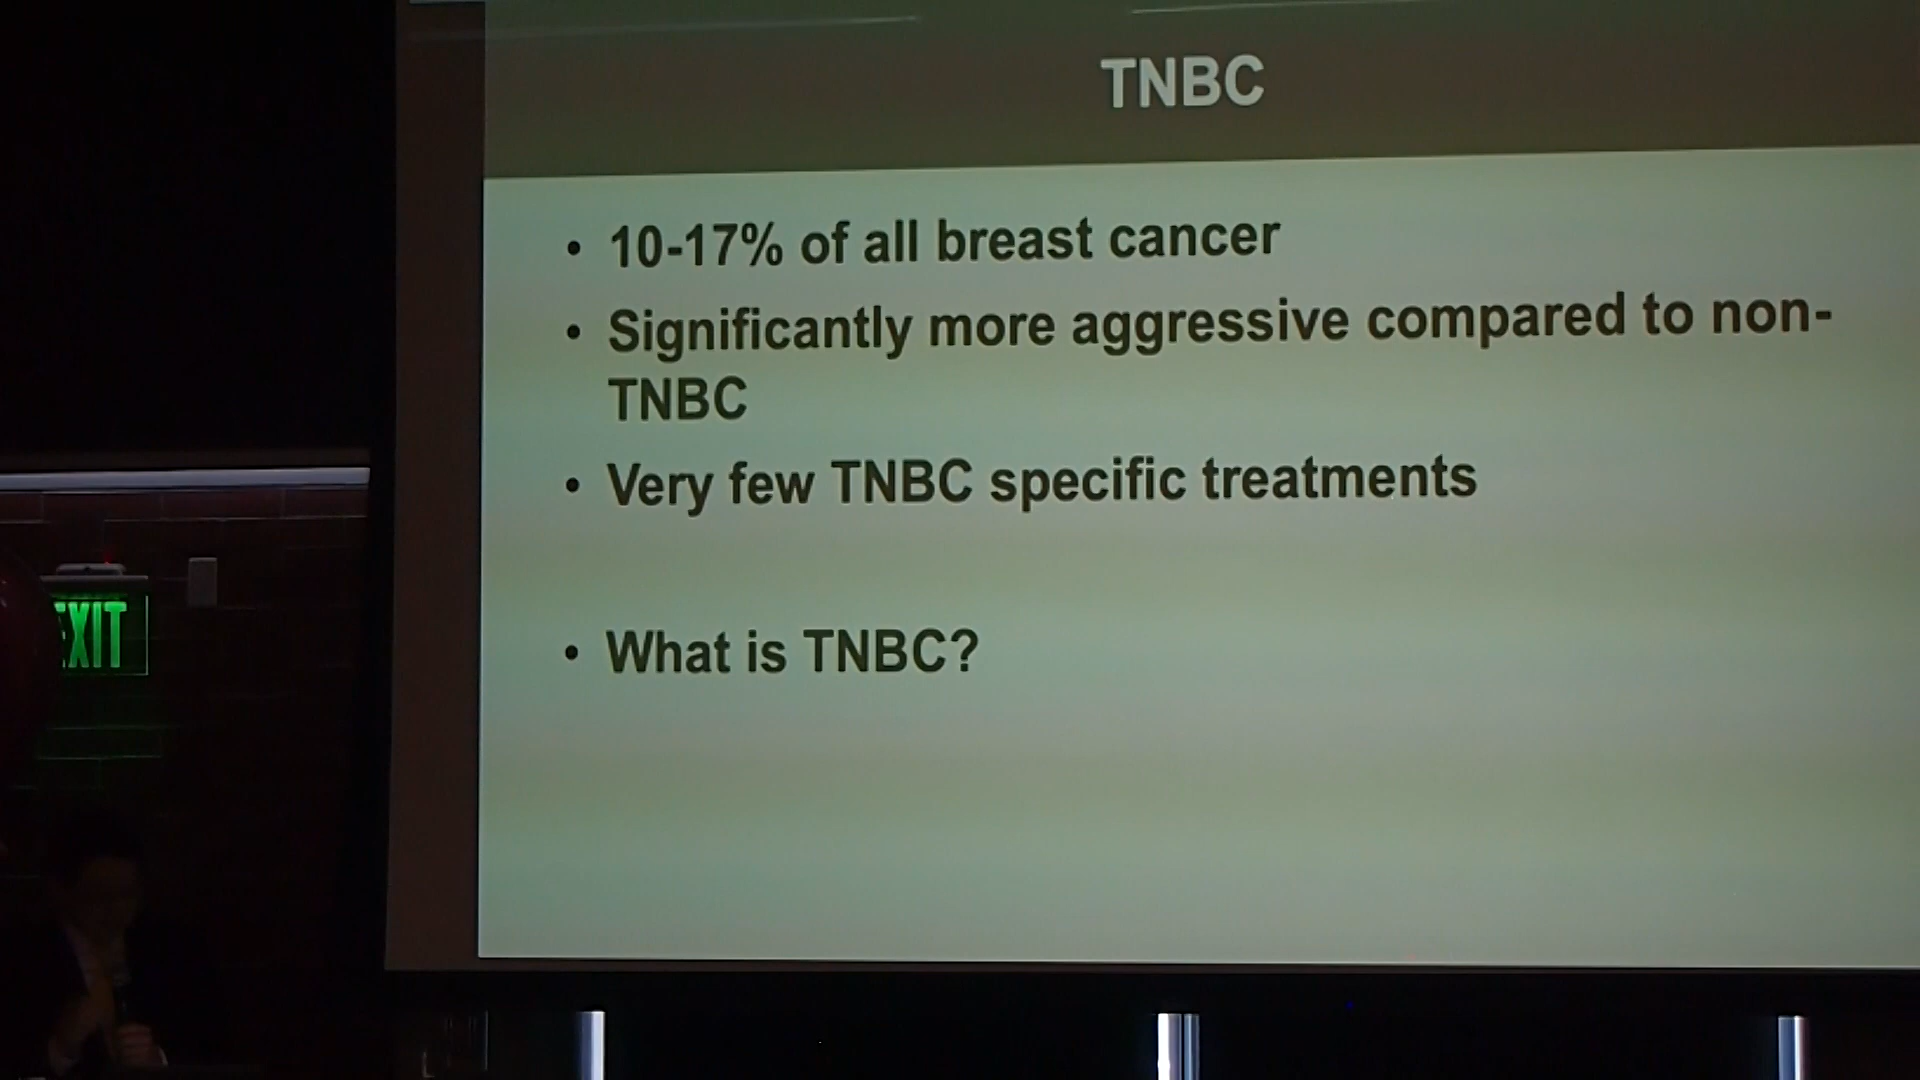 TNBC
• 10-17% of all breast cancer
• Significantly more aggressive compared to non-
TNBC
• Very few TNBC specific treatments
• What is TNBC?
EXIT